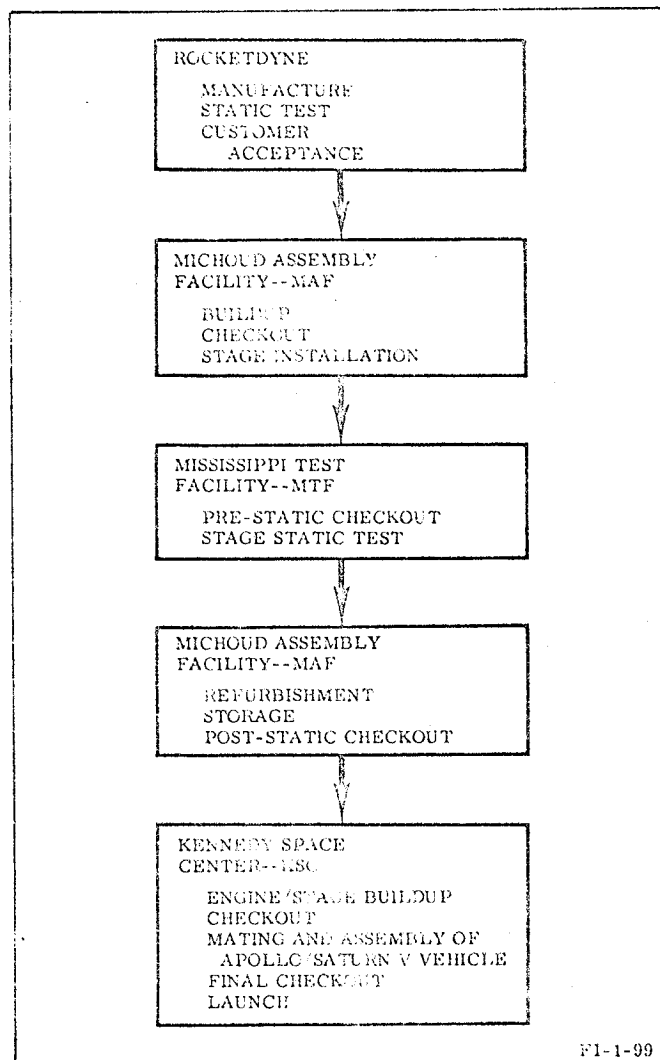 ROCKETDYNE
MANUFACTURE
STATIC TEST
CUSTOMER
ACCEPTANCE
MICHOUD ASSEMBLY
FACILITY--MAF
BUILDUP
CHECKOUT
STAGE INSTALLATION
MISSISSIPPI TEST
FACILITY--MTF
PRE-STATIC CHECKOUT
STAGE STATIC TEST
MICHOUD ASSEMBLY
FACILITY--MAF
REFURBISHMENT
STORAGE
POST-STATIC CHECKOUT
KENNEDY SPACE
CENTER--KSC
ENGINE/STAGE BUILDUP
CHECKOUT
MATING AND ASSEMBLY OF
APOLLO/SATURN V VEHICLE
FINAL CHECKOUT
LAUNCH
F1-1-99